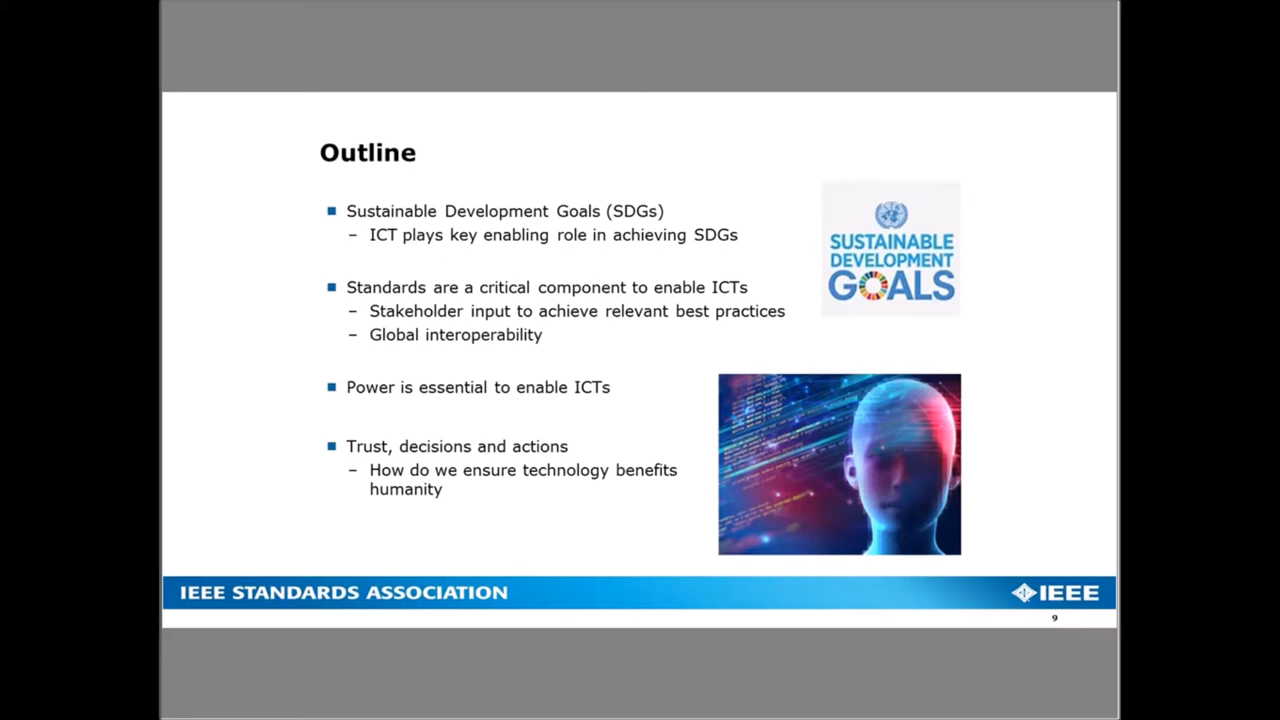 Outline
■ Sustainable Development Goals (SDGs)
– ICT plays key enabling role in achieving SDGs
■ Standards are a critical component to enable ICTs
– Stakeholder input to achieve relevant best practices
– Global interoperability
■ Power is essential to enable ICTs
■ Trust, decisions and actions
– How do we ensure technology benefits
humanity
SUSTAINABLE
DEVELOPMENT
GOALS
IEEE STANDARDS ASSOCIATION
IEEE
9